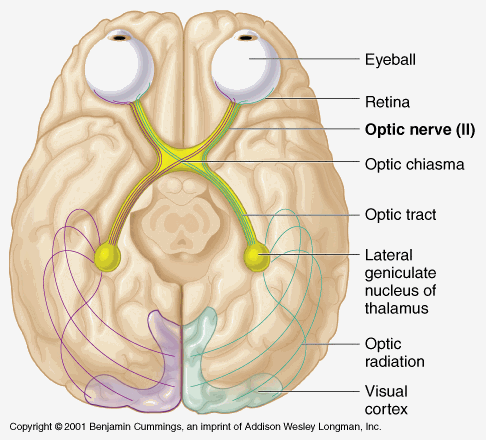 Eyeball
Retina
Optic nerve (II)
Optic chiasma
Optic tract
Lateral
geniculate
nucleus of
thalamus
Optic
radiation
Visual
cortex
Copyright © 2001 Benjamin Cummings, an imprint of Addison Wesley Longman, Inc.